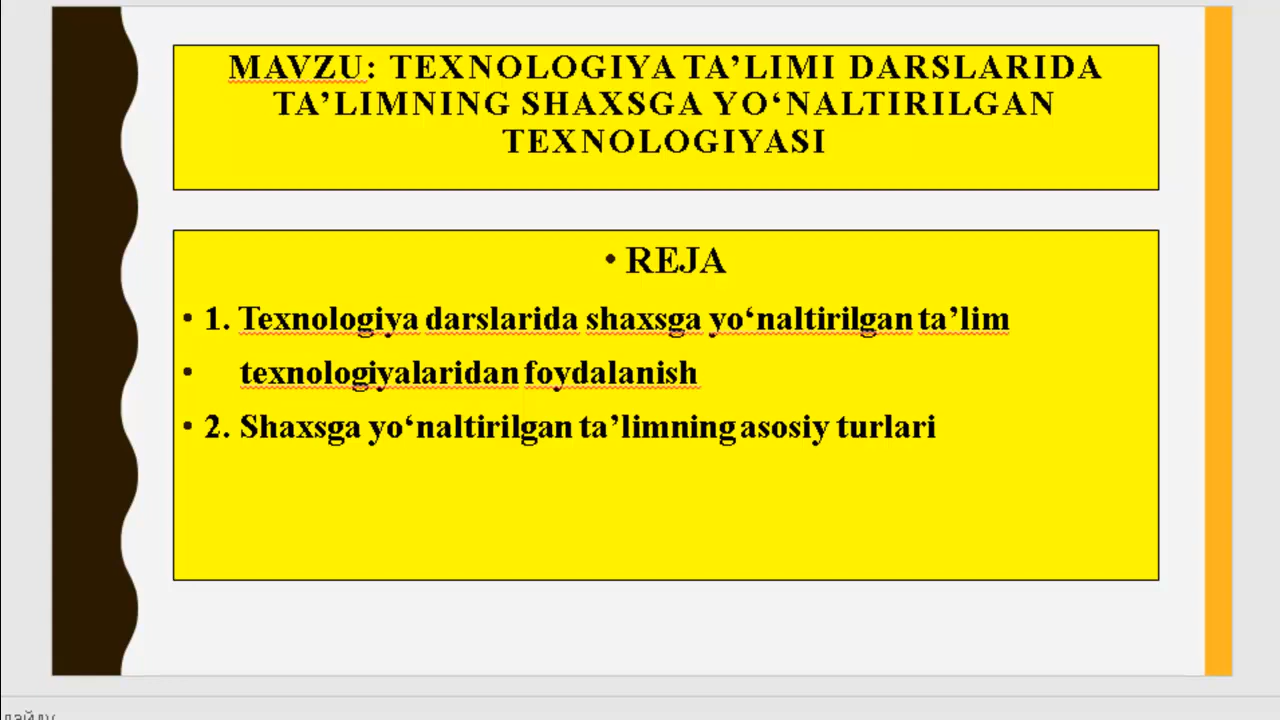 MAVZU: TEXNOLOGIYA TA’LIMI DARSLARIDA
TA’LIMNING SHAXSGA YO‘NALTIRILGAN
TEXNOLOGIYASI
• REJA
• 1. Texnologiya darslarida shaxsga yo‘naltirilgan ta’lim
• texnologiyalaridan foydalanish
• 2. Shaxsga yo‘naltirilgan ta’limning asosiy turlari